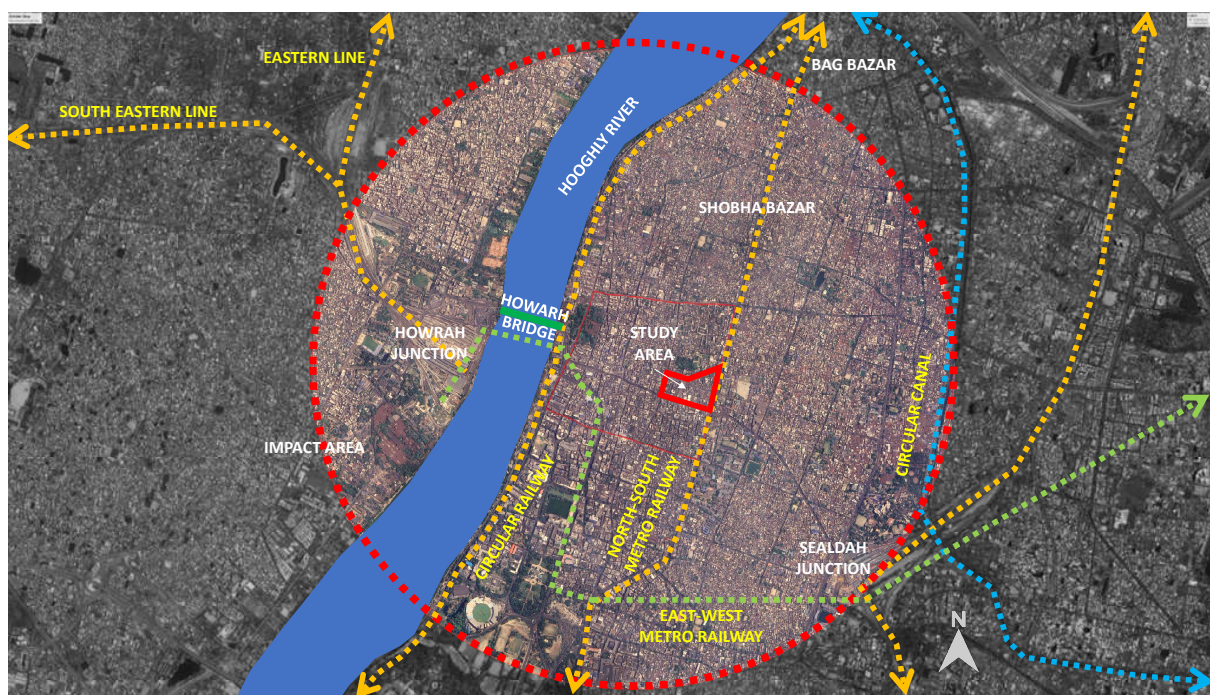 EASTERN LINE
BAG BAZAR
SOUTH EASTERN LINE
HOOGHLY RIVER
SHOBHA BAZAR
HOWARH
BRIDGE
HOWRAH
JUNCTION
STUDY
AREA
CIRCULAR CANAL
IMPACT AREA
CIRCULAR RAILWAY
NORTH-SOUTH
METRO RAILWAY
SEALDAH
JUNCTION
EAST-WEST
METRO RAILWAY
N